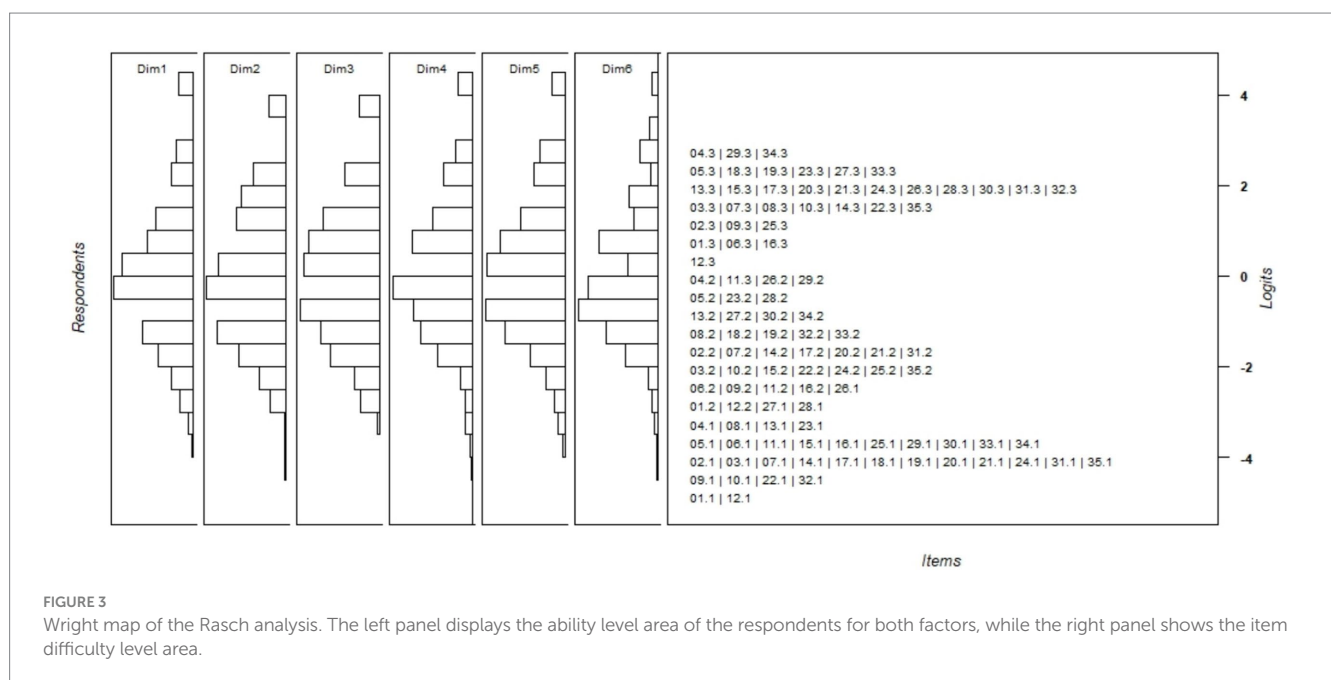 Dim1 Dim2 Dim3 Dim4 Dim5 Dim6
Respondents
04.3 | 29.3 | 34.3
05.3 | 18.3 | 19.3 | 23.3 | 27.3 | 33.3
13.3 | 15.3 | 17.3 | 20.3 | 21.3 | 24.3 | 26.3 | 28.3 | 30.3 | 31.3 | 32.3
03.3 | 07.3 | 08.3 | 10.3 | 14.3 | 22.3 | 35.3
02.3 | 09.3 | 25.3
01.3 | 06.3 | 16.3
12.3
04.2 | 11.3 | 26.2 | 29.2
05.2 | 23.2 | 28.2
13.2 | 27.2 | 30.2 | 34.2
08.2 | 18.2 | 19.2 | 32.2 | 33.2
02.2 | 07.2 | 14.2 | 17.2 | 20.2 | 21.2 | 31.2
03.2 | 10.2 | 15.2 | 22.2 | 24.2 | 25.2 | 35.2
06.2 | 09.2 | 11.2 | 16.2 | 26.1
01.2 | 12.2 | 27.1 | 28.1
04.1 | 08.1 | 13.1 | 23.1
05.1 | 06.1 | 11.1 | 15.1 | 16.1 | 25.1 | 29.1 | 30.1 | 33.1 | 34.1
02.1 | 03.1 | 07.1 | 14.1 | 17.1 | 18.1 | 19.1 | 20.1 | 21.1 | 24.1 | 31.1 | 35.1
09.1 | 10.1 | 22.1 | 32.1
01.1 | 12.1
4
2
0
-2
-4
Logits
Items
FIGURE 3
Wright map of the Rasch analysis. The left panel displays the ability level area of the respondents for both factors, while the right panel shows the item
difficulty level area.